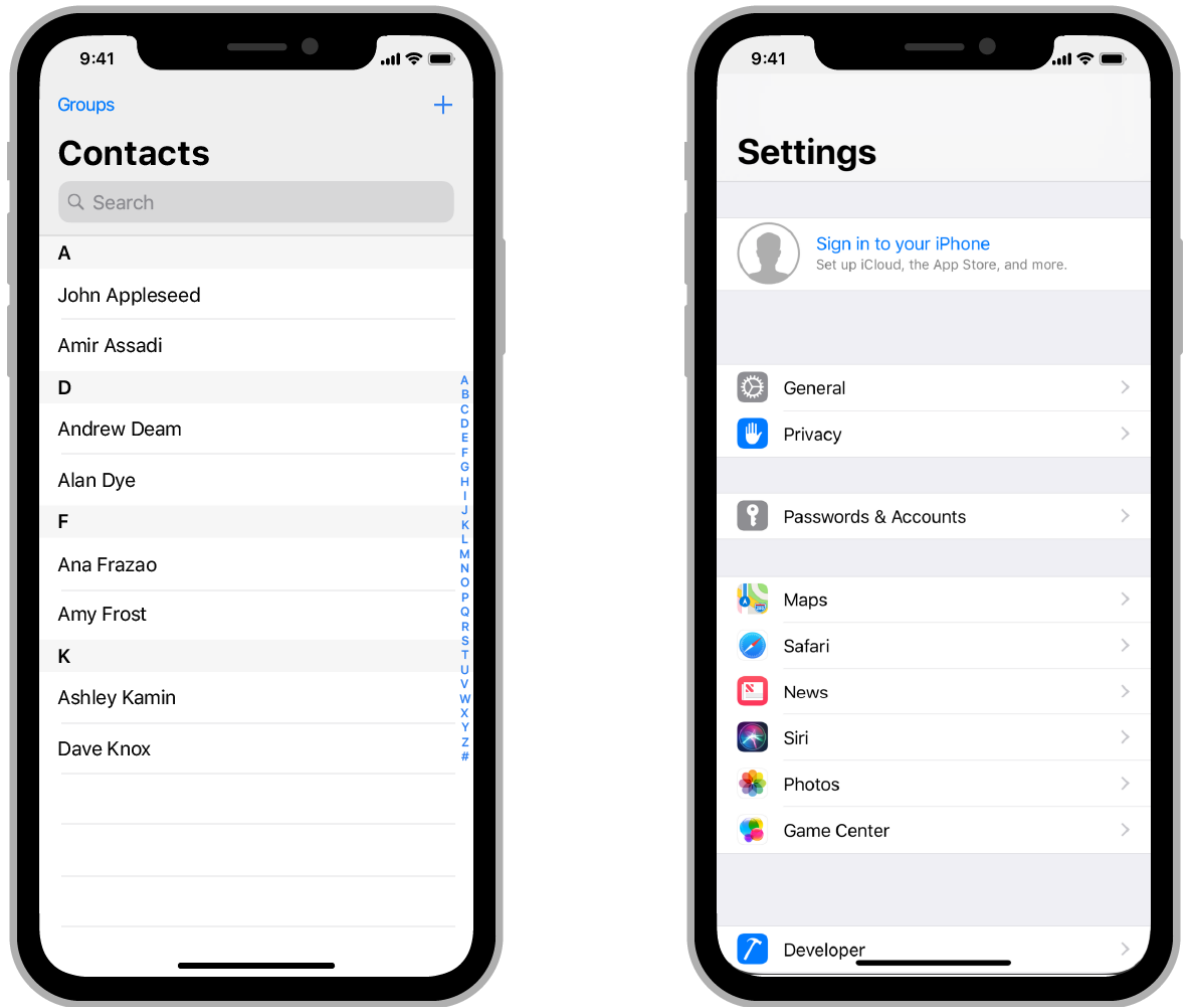 9:41
Groups
Contacts
Search
A
John Appleseed
Amir Assadi
D
Andrew Deam
Alan Dye
F
Ana Frazao
Amy Frost
K
Ashley Kamin
Dave Knox
A
B
C
D
E
F
G
H
I
J
K
L
M
N
O
P
Q
R
S
T
U
V
W
X
Y
Z
#
9:41
Settings
Sign in to your iPhone
Set up iCloud, the App Store, and more.
General
Privacy
Passwords & Accounts
Maps
Safari
News
Siri
Photos
Game Center
Developer